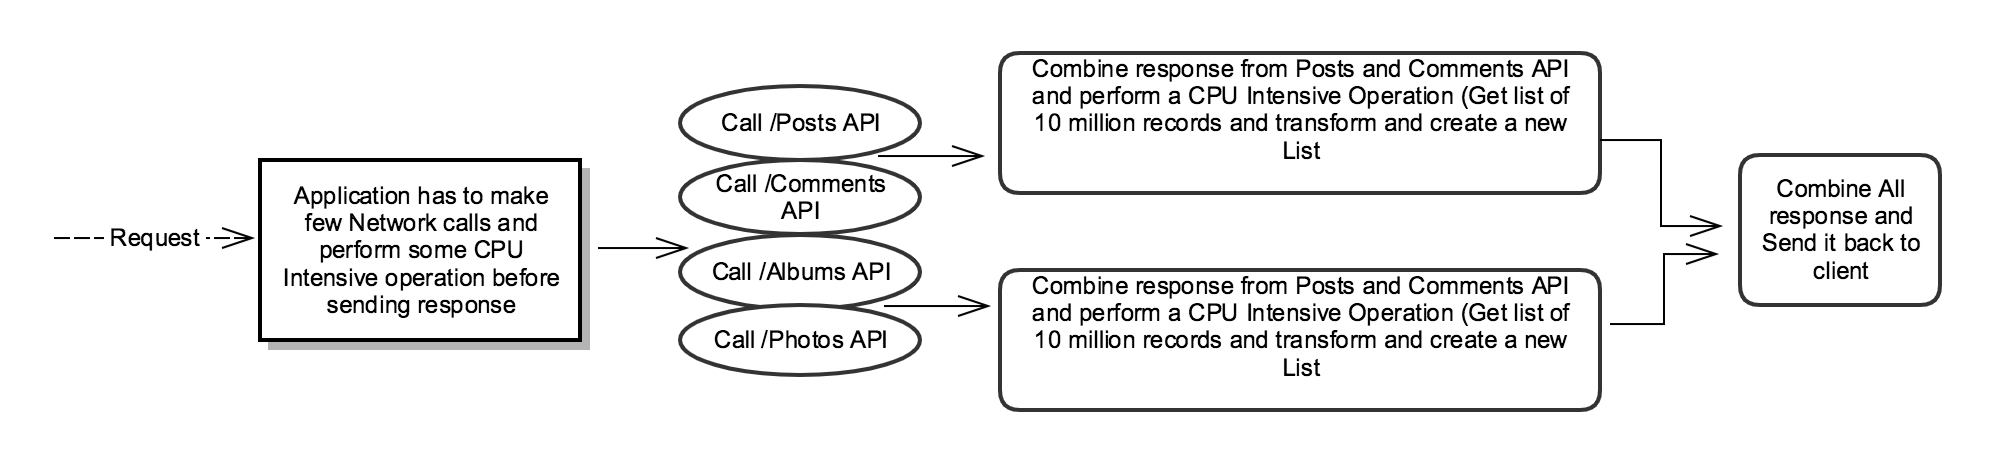 Request
Application has to make
few Network calls and
perform some CPU
Intensive operation before
sending response
Call /Posts API
Call /Comments
API
Call /Albums API
Call /Photos API
Combine response from Posts and Comments API
and perform a CPU Intensive Operation (Get list of
10 million records and transform and create a new
List
Combine response from Posts and Comments API
and perform a CPU Intensive Operation (Get list of
10 million records and transform and create a new
List
Combine All
response and
Send it back to
client